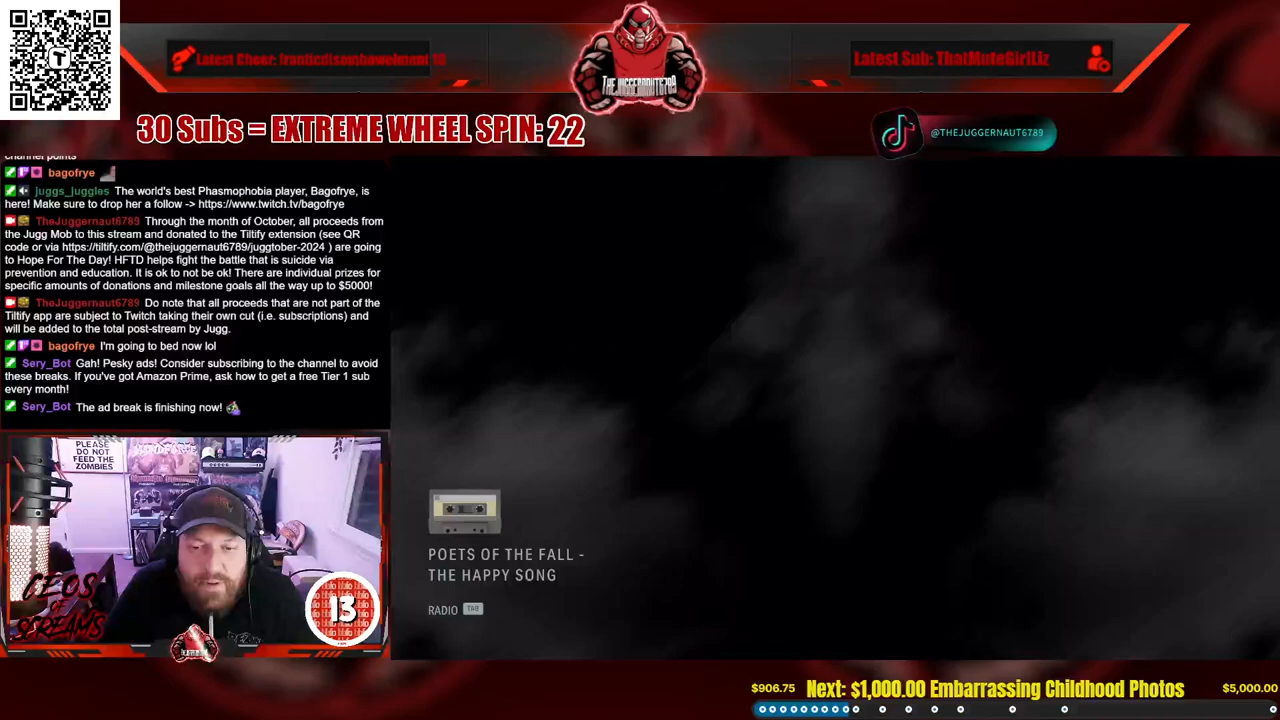 Latest Cheer: franticdisembowelment 10
THEJUGGERNAUT6789
Latest Sub: ThatMuteGirlLiz
30 Subs = EXTREME WHEEL SPIN: 22
@THEJUGGERNAUT6789
channel points
bagofrye
juggs_juggles The world's best Phasmophobia player, Bagofrye, is
here! Make sure to drop her a follow -> https://www.twitch.tv/bagofrye
TheJuggernaut6789 Through the month of October, all proceeds from
the Jugg Mob to this stream and donated to the Tiltify extension (see QR
code or via https://tiltify.com/@thejuggernaut6789/juggtober-2024 ) are going
to Hope For The Day! HFTD helps fight the battle that is suicide via
prevention and education. It is ok to not be ok! There are individual prizes for
specific amounts of donations and milestone goals all the way up to $5000!
TheJuggernaut6789 Do note that all proceeds that are not part of the
Tiltify app are subject to Twitch taking their own cut (i.e. subscriptions) and
will be added to the total post-stream by Jugg.
bagofrye I'm going to bed now lol
Sery_Bot Gah! Pesky ads! Consider subscribing to the channel to avoid
these breaks. If you've got Amazon Prime, ask how to get a free Tier 1 sub
every month!
Sery_Bot The ad break is finishing now!
PLEASE
DO NOT
FEED THE
ZOMBIES
LEOS
OF
SCREAMS
13
POETS OF THE FALL -
THE HAPPY SONG
RADIO TAB
$906.75 Next: $1,000.00 Embarrassing Childhood Photos $5,000.00